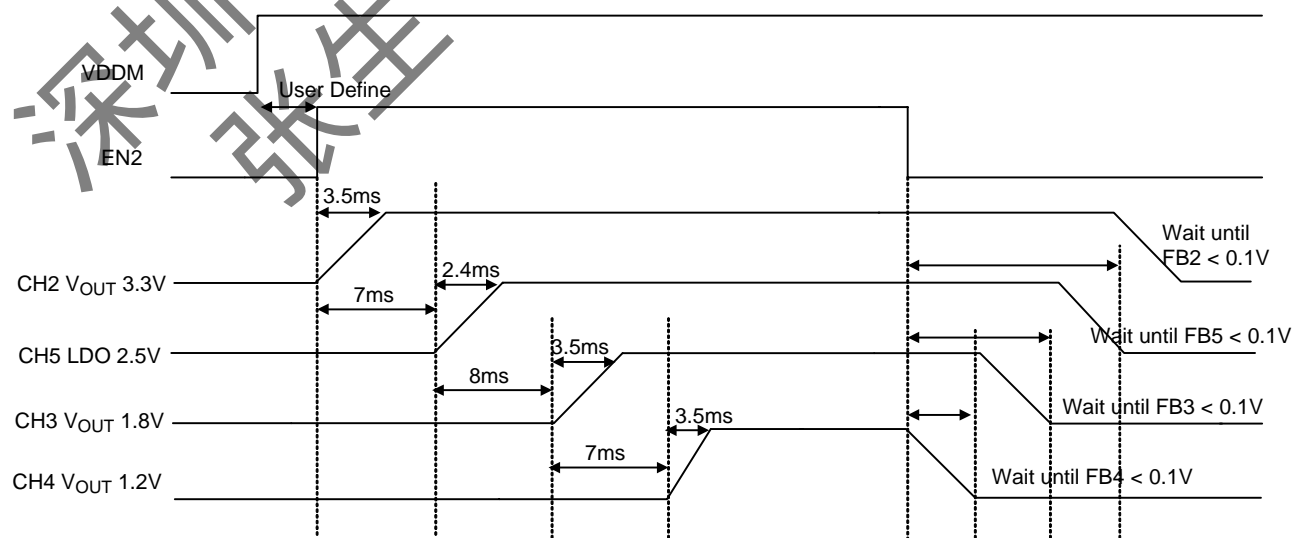 深圳
张生
VDDM
User Define
EN2
3.5ms
Wait until
FB2 < 0.1V
CH2 VOUT 3.3V
2.4ms
7ms
Wait until FB5 < 0.1V
CH5 LDO 2.5V
3.5ms
8ms
Wait until FB3 < 0.1V
CH3 VOUT 1.8V
3.5ms
7ms
Wait until FB4 < 0.1V
CH4 VOUT 1.2V